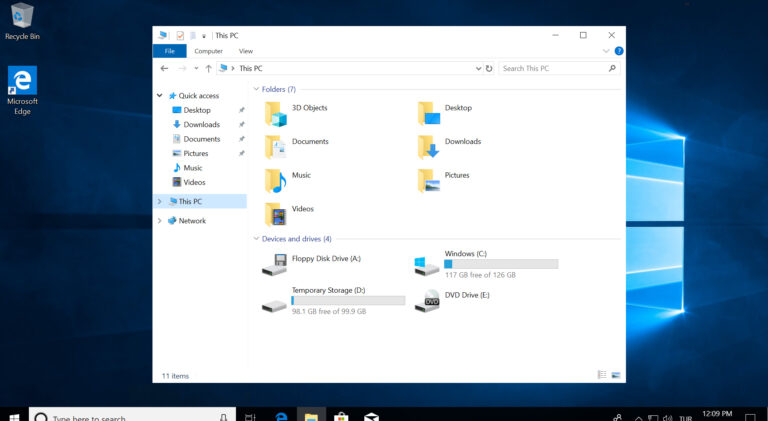 Recycle Bin
Microsoft
Edge
This PC
File
Computer
View
This PC
Search This PC
Quick access
Desktop
Downloads
Documents
Pictures
Music
Videos
This PC
Network
Folders (7)
3D Objects
Desktop
Documents
Downloads
Music
Pictures
Videos
Devices and drives (4)
Floppy Disk Drive (A:)
Windows (C:)
117 GB free of 126 GB
Temporary Storage (D:)
98.1 GB free of 99.9 GB
DVD
DVD Drive (E:)
11 items
Type here to search
TUR
12:09 PM